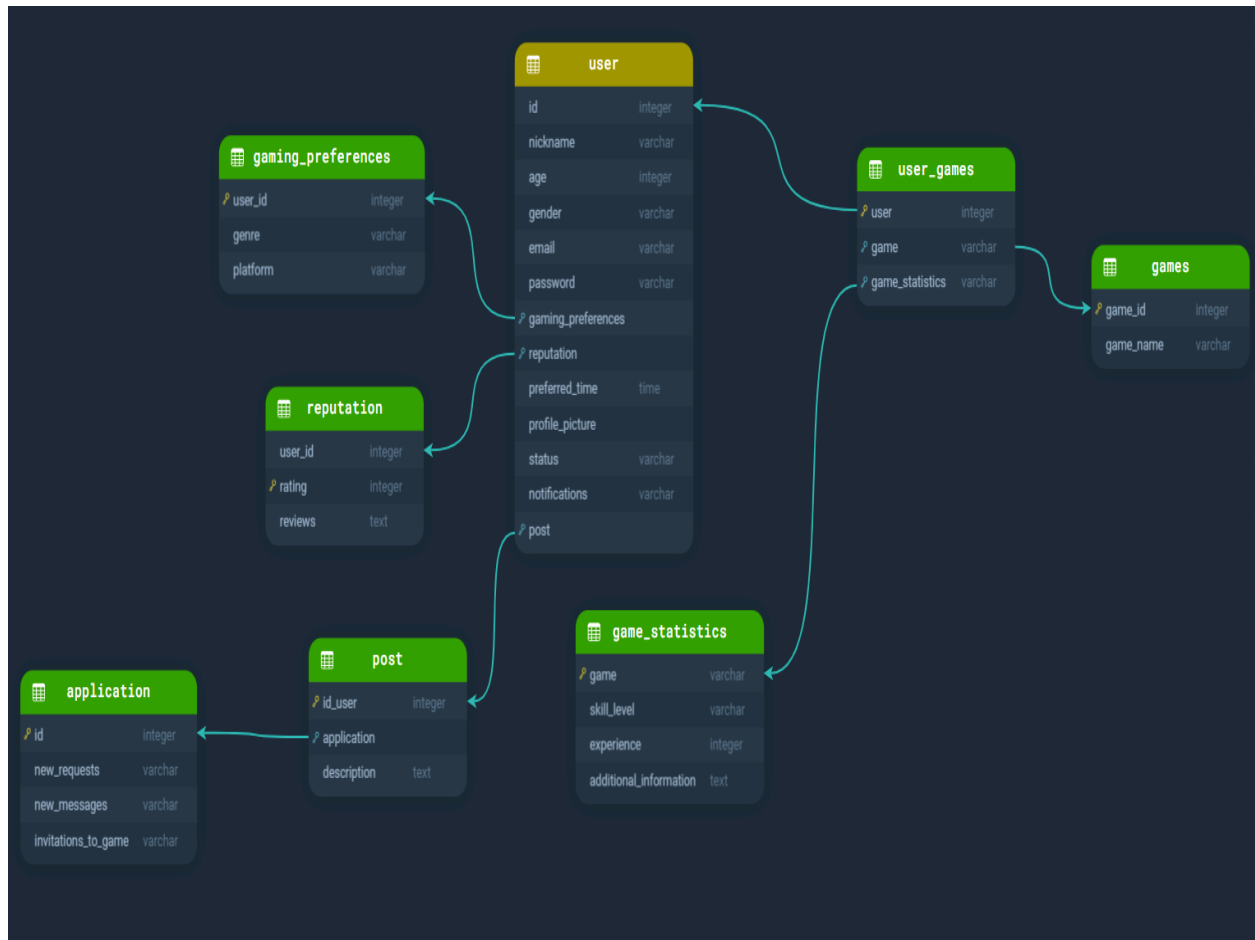 user
id integer
nickname varchar
age integer
gender varchar
email varchar
password varchar
gaming_preferences
reputation
preferred_time time
profile_picture
status varchar
notifications varchar
post
gaming_preferences
user_id integer
genre varchar
platform varchar
user_games
user integer
game varchar
game_statistics varchar
games
game_id integer
game_name varchar
reputation
user_id integer
rating integer
reviews text
post
id_user integer
application
description text
game_statistics
game varchar
skill_level varchar
experience integer
additional_information text
application
id integer
new_requests varchar
new_messages varchar
invitations_to_game varchar